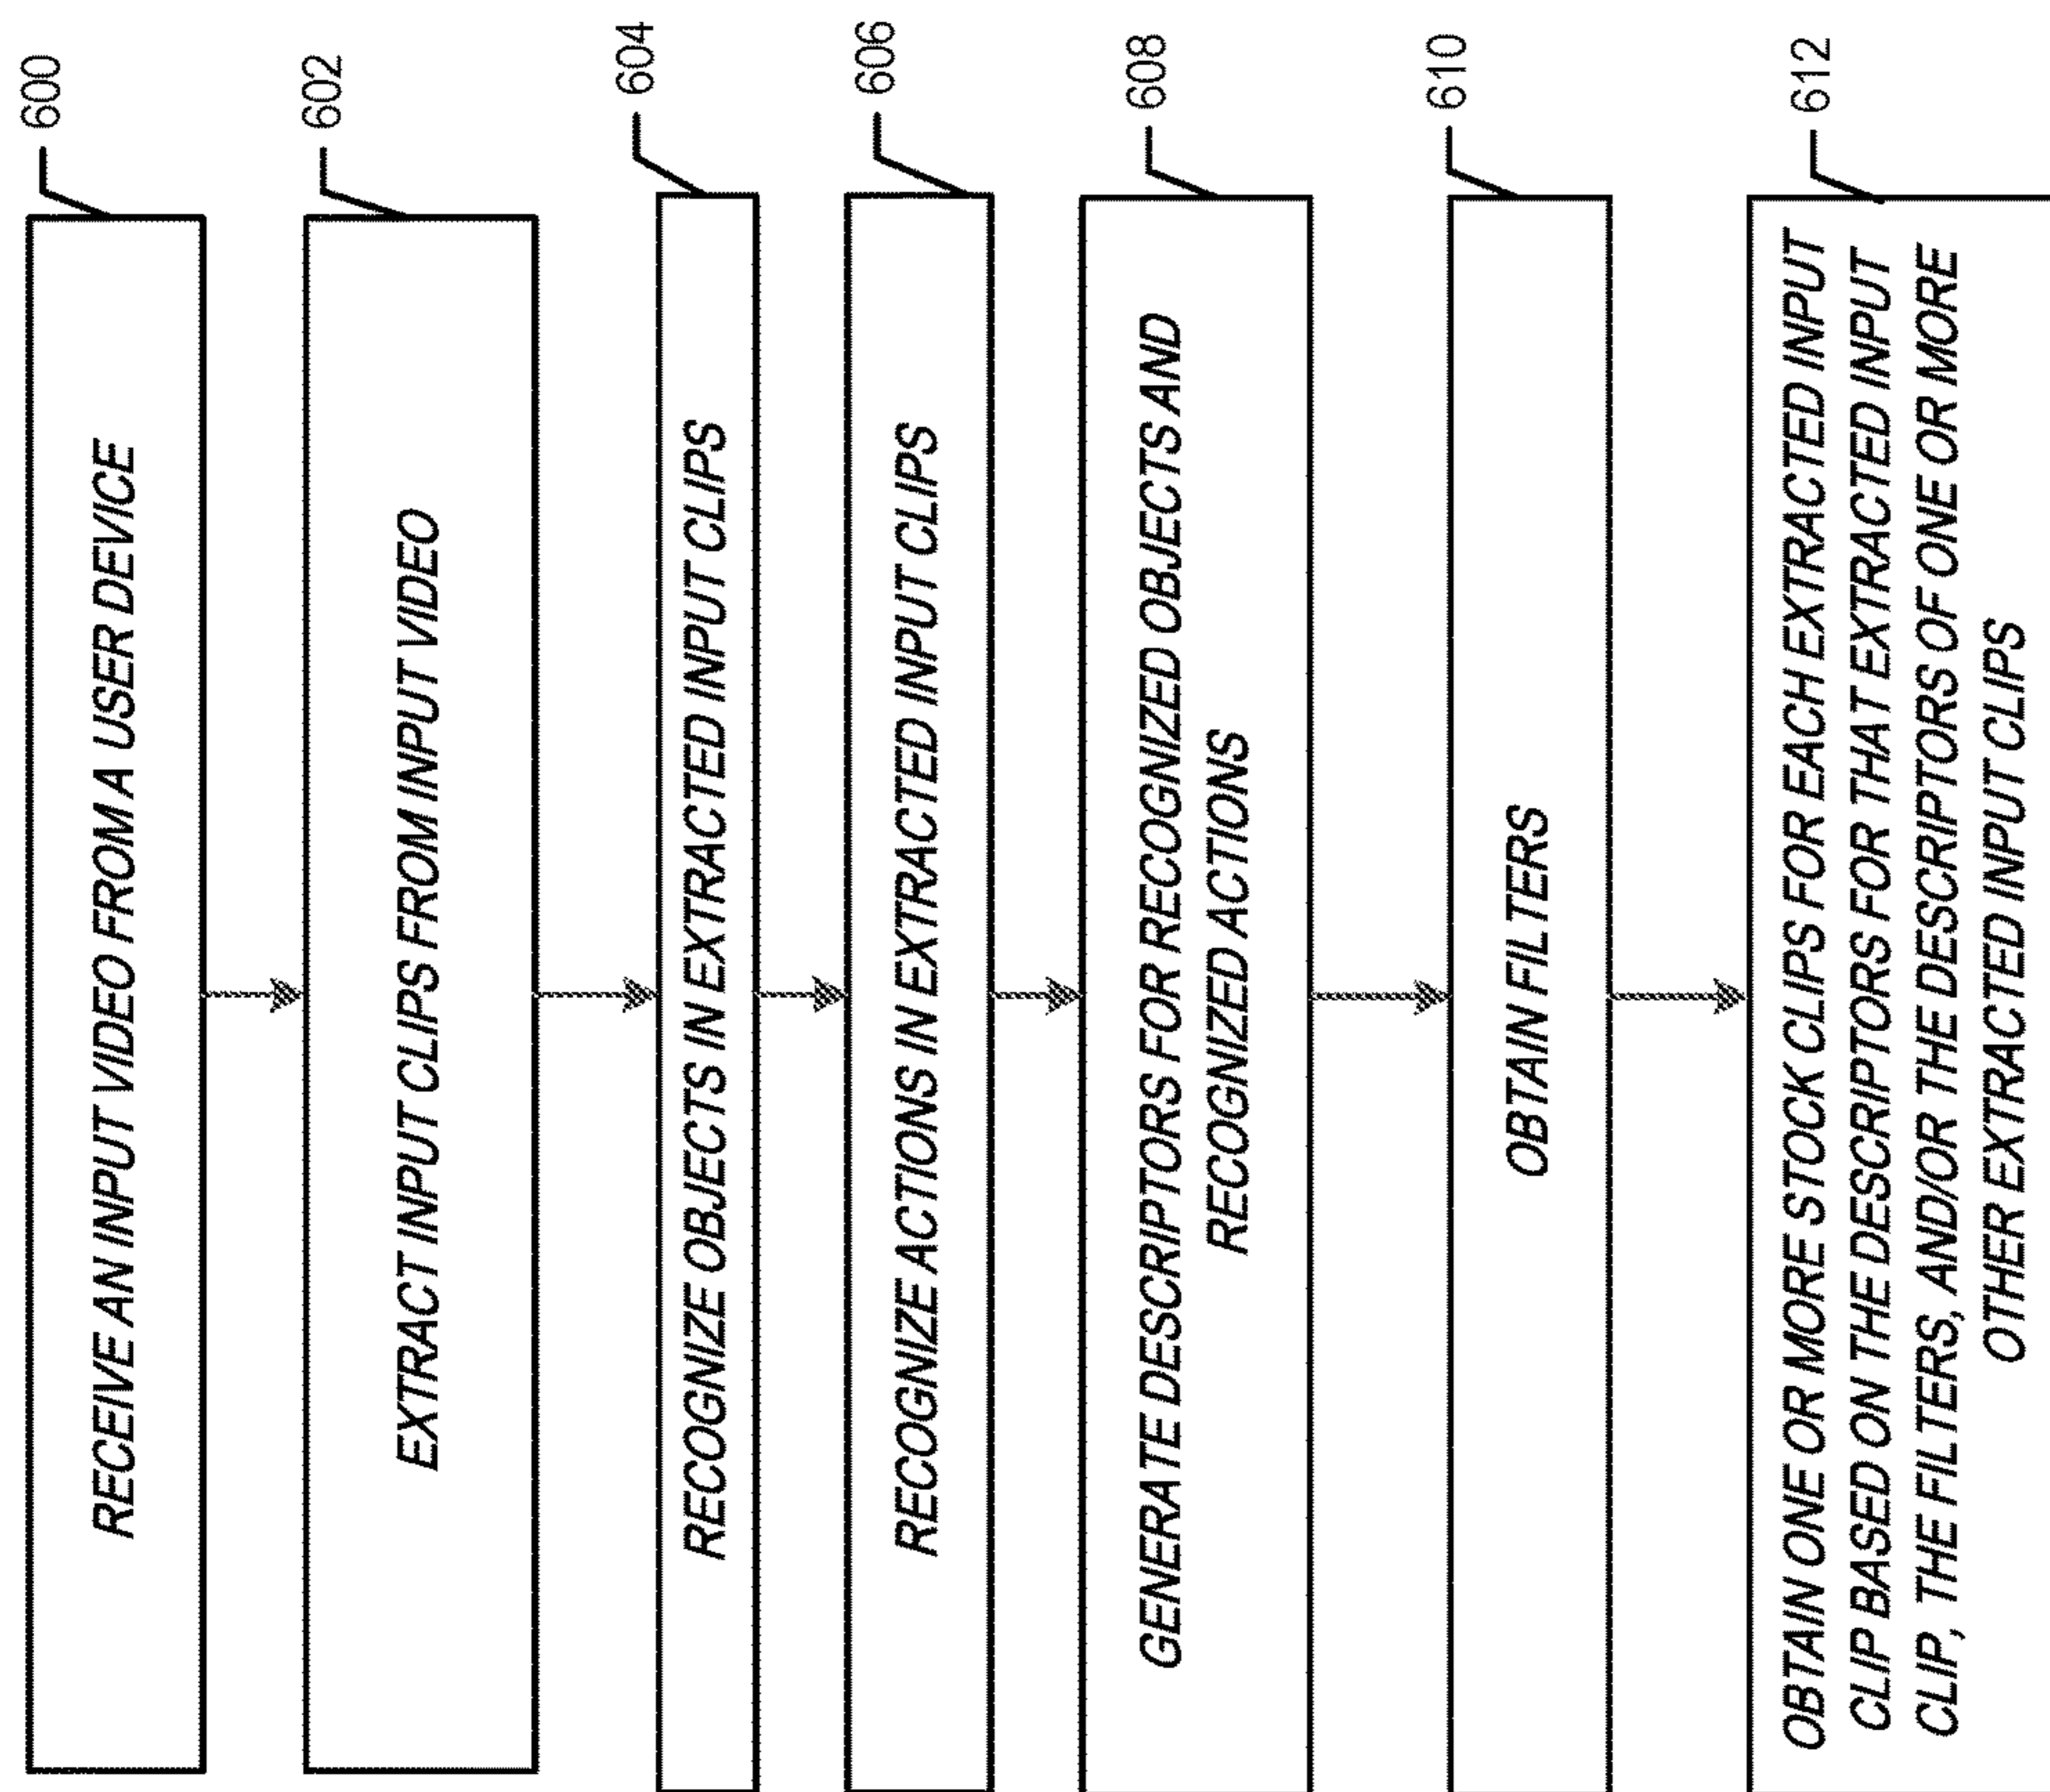 600
RECEIVE AN INPUT VIDEO FROM A USER DEVICE
602
EXTRACT INPUT CLIPS FROM INPUT VIDEO
604
RECOGNIZE OBJECTS IN EXTRACTED INPUT CLIPS
606
RECOGNIZE ACTIONS IN EXTRACTED INPUT CLIPS
608
GENERATE DESCRIPTORS FOR RECOGNIZED OBJECTS AND
RECOGNIZED ACTIONS
610
OBTAIN FILTERS
612
OBTAIN ONE OR MORE STOCK CLIPS FOR EACH EXTRACTED INPUT
CLIP BASED ON THE DESCRIPTORS FOR THAT EXTRACTED INPUT
CLIP, THE FILTERS, AND/OR THE DESCRIPTORS OF ONE OR MORE
OTHER EXTRACTED INPUT CLIPS